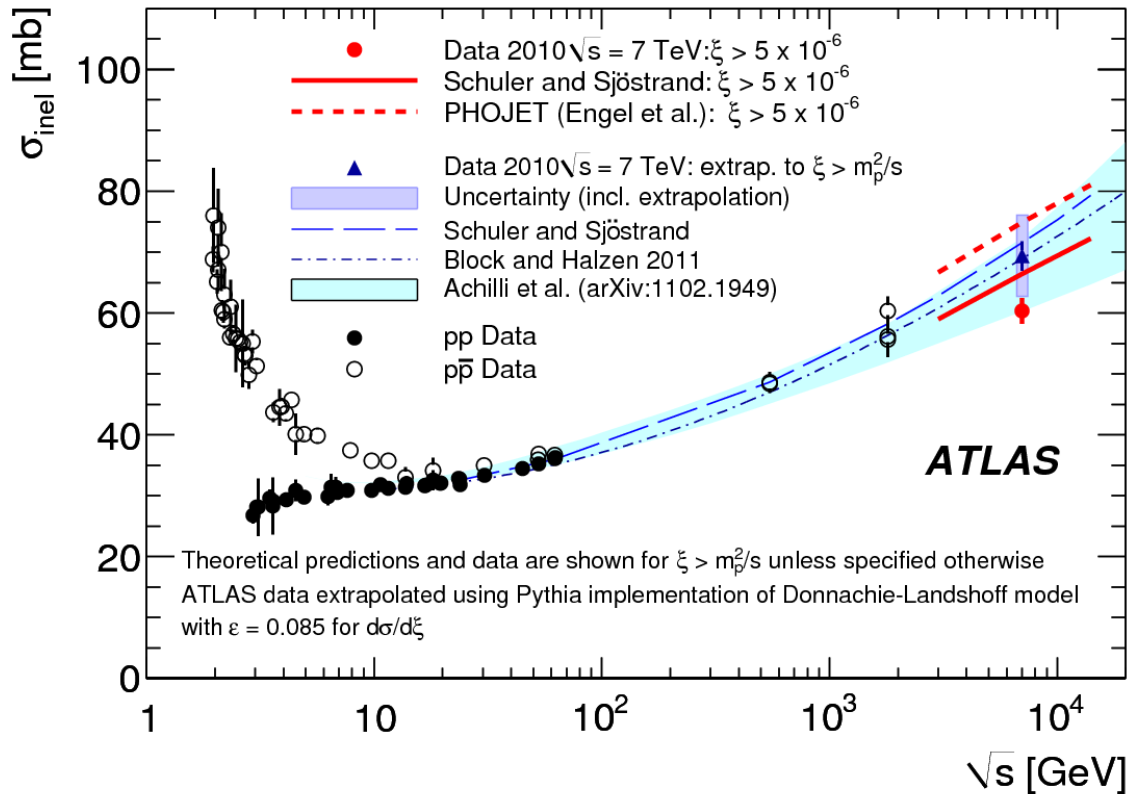 σ_inel [mb]
100
80
60
40
20
0
Data 2010 √s = 7 TeV:ξ > 5 x 10⁻⁶
Schuler and Sjöstrand: ξ > 5 x 10⁻⁶
PHOJET (Engel et al.): ξ > 5 x 10⁻⁶
Data 2010 √s = 7 TeV: extrap. to ξ > m_p²/s
Uncertainty (incl. extrapolation)
Schuler and Sjöstrand
Block and Halzen 2011
Achilli et al. (arXiv:1102.1949)
pp Data
pp̅ Data
ATLAS
Theoretical predictions and data are shown for ξ > m_p²/s unless specified otherwise
ATLAS data extrapolated using Pythia implementation of Donnachie-Landshoff model
with ε = 0.085 for dσ/dξ
1 10 10² 10³ 10⁴
√s [GeV]